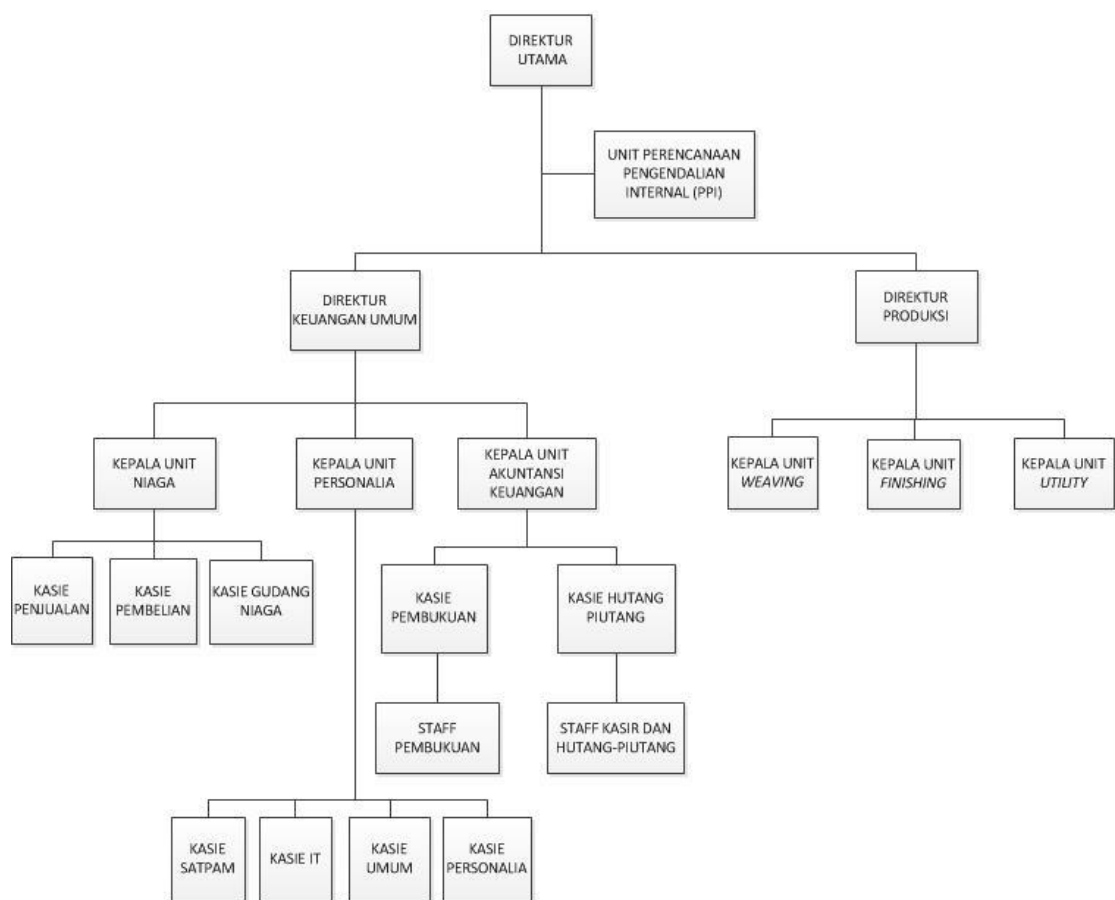 DIREKTUR
UTAMA
UNIT PERENCANAAN
PENGENDALIAN
INTERNAL (PPI)
DIREKTUR
KEUANGAN UMUM
DIREKTUR
PRODUKSI
KEPALA UNIT
NIAGA
KEPALA UNIT
PERSONALIA
KEPALA UNIT
AKUNTANSI
KEUANGAN
KEPALA UNIT
WEAVING
KEPALA UNIT
FINISHING
KEPALA UNIT
UTILITY
KASIE
PENJUALAN
KASIE
PEMBELIAN
KASIE GUDANG
NIAGA
KASIE
PEMBUKUAN
KASIE HUTANG
PIUTANG
STAFF
PEMBUKUAN
STAFF KASIR DAN
HUTANG-PIUTANG
KASIE
SATPAM
KASIE IT
KASIE
UMUM
KASIE
PERSONALIA